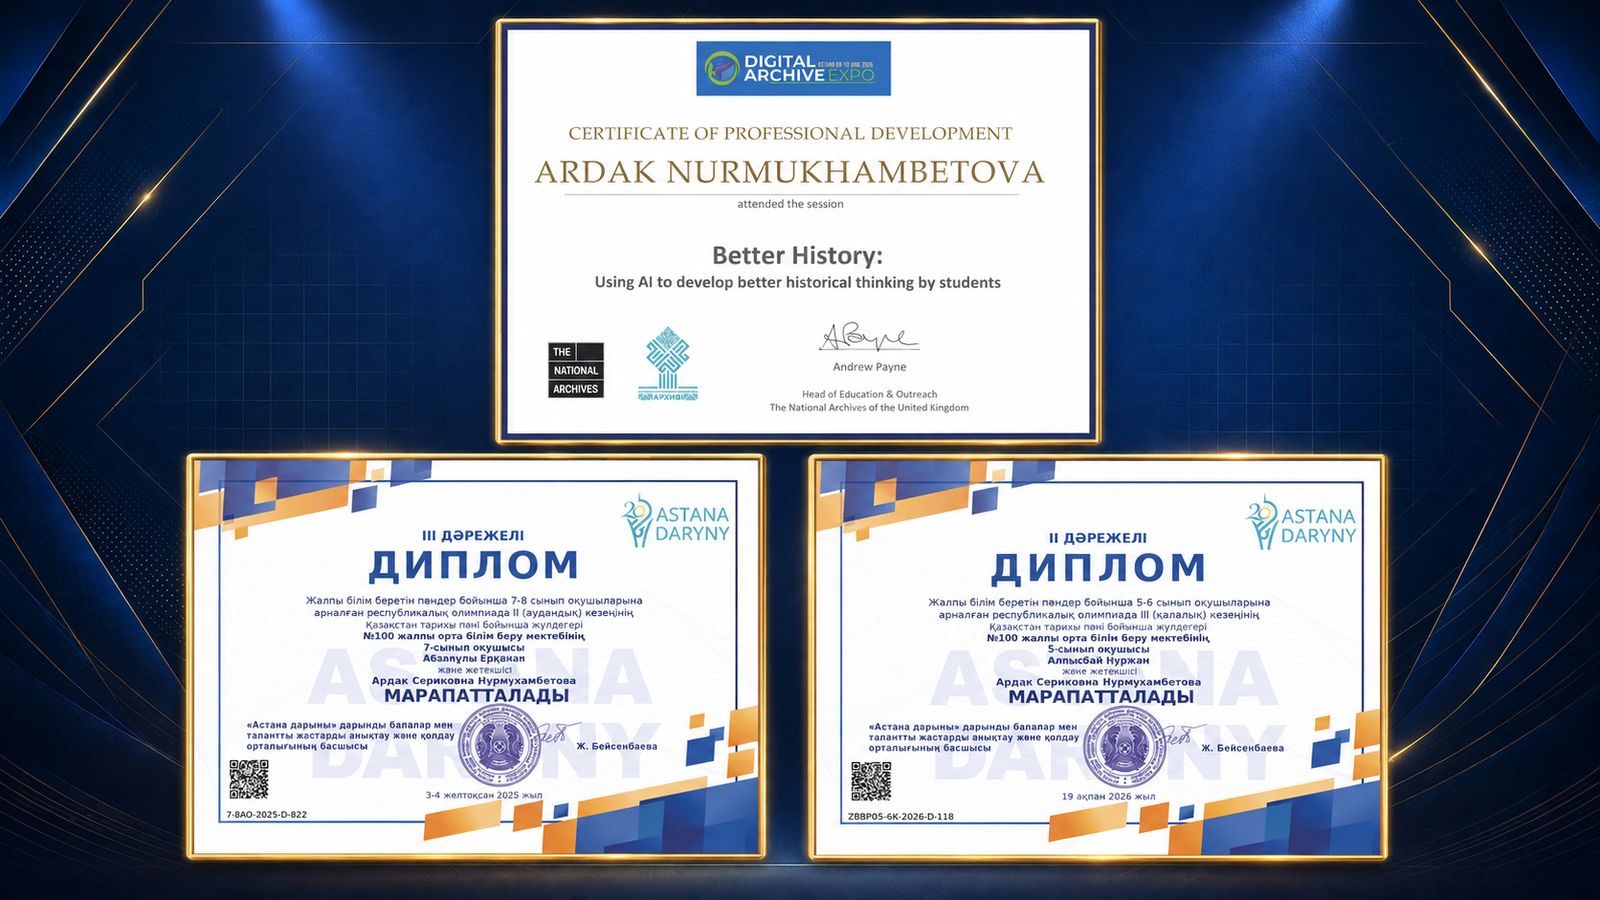 DIGITAL
ARCHIVE EXPO
CERTIFICATE OF PROFESSIONAL DEVELOPMENT
ARDAK NURMUKHAMBETOVA
attended the session
Better History:
Using AI to develop better historical thinking by students
THE
NATIONAL
ARCHIVES
Andrew Payne
Head of Education & Outreach
The National Archives of the United Kingdom
20 ASTANA
DARYNY
III ДӘРЕЖЕЛІ
ДИПЛОМ
Жалпы білім беретін пәндер бойынша 7-8 сынып оқушыларына
арналған республикалық олимпиада II (аудандық) кезеңінің
Қазақстан тарихы пәні бойынша жүлдегері
№100 жалпы орта білім беру мектебінің
7-сынып оқушысы
және жетекшісі
Ардак Сериковна Нурмухамбетова
МАРАПАТТАЛАДЫ
ASTANA
DARYNY
«Астана дарыны» дарынды балалар мен
талантты жастарды анықтау және қолдау
орталығының басшысы
Ж. Бейсенбаева
3-4 желтоқсан 2025 жыл
7-8AO-2025-D-822
20 ASTANA
DARYNY
II ДӘРЕЖЕЛІ
ДИПЛОМ
Жалпы білім беретін пәндер бойынша 5-6 сынып оқушыларына
арналған республикалық олимпиада III (қалалық) кезеңінің
Қазақстан тарихы пәні бойынша жүлдегері
№100 жалпы орта білім беру мектебінің
5-сынып оқушысы
Алпысбай Нуржан
және жетекшісі
Ардак Сериковна Нурмухамбетова
МАРАПАТТАЛАДЫ
ASTANA
DARYNY
«Астана дарыны» дарынды балалар мен
талантты жастарды анықтау және қолдау
орталығының басшысы
Ж. Бейсенбаева
19 ақпан 2026 жыл
ZBBP05-6K-2026-D-118